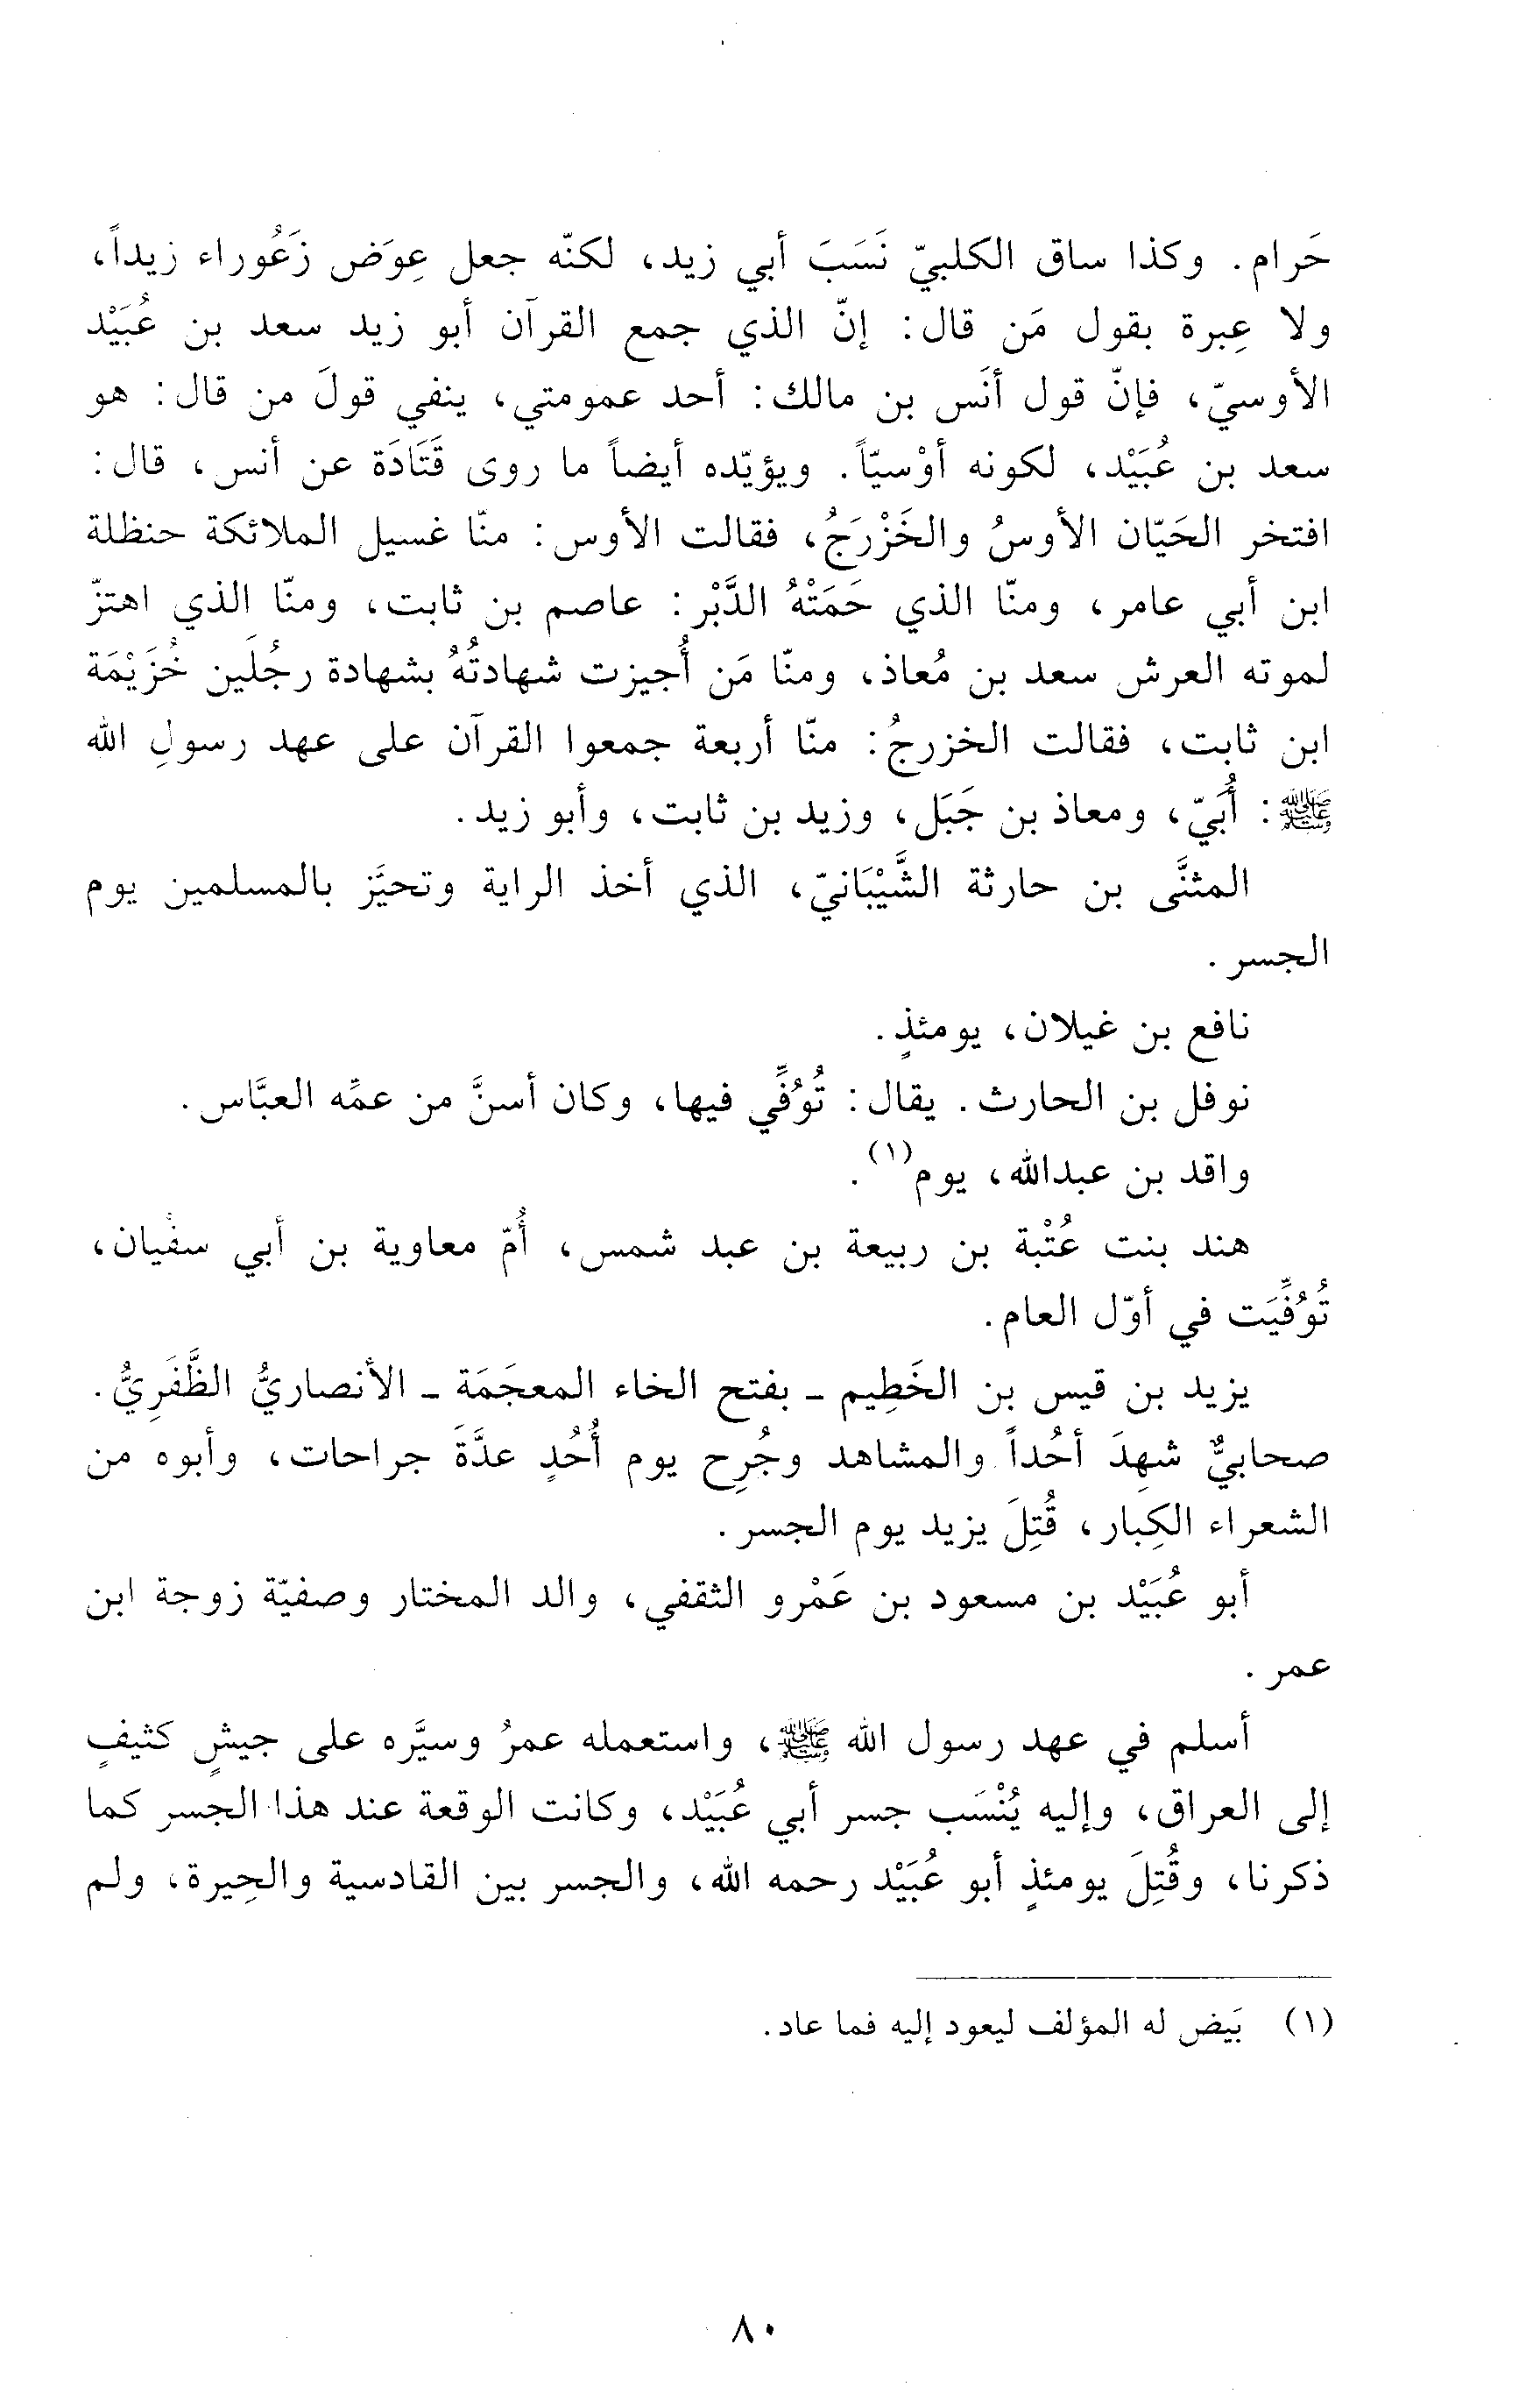 حَرام. وكذا ساق الكلبيّ نَسَبَ أبي زيد، لكنّه جعل عِوَض زَعُوراء زيداً،
ولا عِبرة بقول مَن قال: إنّ الذي جمع القرآن أبو زيد سعد بن عُبَيْد
الأوسيّ، فإنّ قول أنَس بن مالك: أحد عمومتي، ينفي قولَ من قال: هو
سعد بن عُبَيْد، لكونه أوْسيّاً. ويؤيّده أيضاً ما روى قَتَادَة عن أنس، قال:
افتخر الحَيّان الأوسُ والخَزْرَجُ، فقالت الأوس: منّا غسيل الملائكة حنظلة
ابن أبي عامر، ومنّا الذي حَمَتْهُ الدَّبْر: عاصم بن ثابت، ومنّا الذي اهتزّ
لموته العرش سعد بن مُعاذ، ومنّا مَن أُجيزت شهادتُهُ بشهادة رجُلَين خُزَيْمَة
ابن ثابت، فقالت الخزرجُ: منّا أربعة جمعوا القرآن على عهد رسولِ الله
ﷺ: أُبَيّ، ومعاذ بن جَبَل، وزيد بن ثابت، وأبو زيد.
المثنَّى بن حارثة الشَّيْبَانيّ، الذي أخذ الراية وتحيَّز بالمسلمين يوم
الجسر.
نافع بن غيلان، يومئذٍ.
نوفل بن الحارث. يقال: تُوُفِّي فيها، وكان أسنَّ من عمِّه العبَّاس.
واقد بن عبدالله، يوم(١).
هند بنت عُتْبة بن ربيعة بن عبد شمس، أُمّ معاوية بن أبي سفيان،
تُوُفِّيَت في أوّل العام.
يزيد بن قيس بن الخَطِيم - بفتح الخاء المعجَمَة - الأنصاريُّ الظَّفَرِيُّ.
صحابيٌّ شهِدَ أحُداً والمشاهد وجُرِح يوم أُحُدٍ عدَّةَ جراحات، وأبوه من
الشعراء الكِبار، قُتِلَ يزيد يوم الجسر.
أبو عُبَيْد بن مسعود بن عَمْرو الثقفي، والد المختار وصفيّة زوجة ابن
عمر.
أسلم في عهد رسول الله ﷺ، واستعمله عمرُ وسيَّره على جيشٍ كثيفٍ
إلى العراق، وإليه يُنْسَب جسر أبي عُبَيْد، وكانت الوقعة عند هذا الجسر كما
ذكرنا، وقُتِلَ يومئذٍ أبو عُبَيْد رحمه الله، والجسر بين القادسية والحِيرة، ولم
(١) بَيض له المؤلف ليعود إليه فما عاد.
٨٠